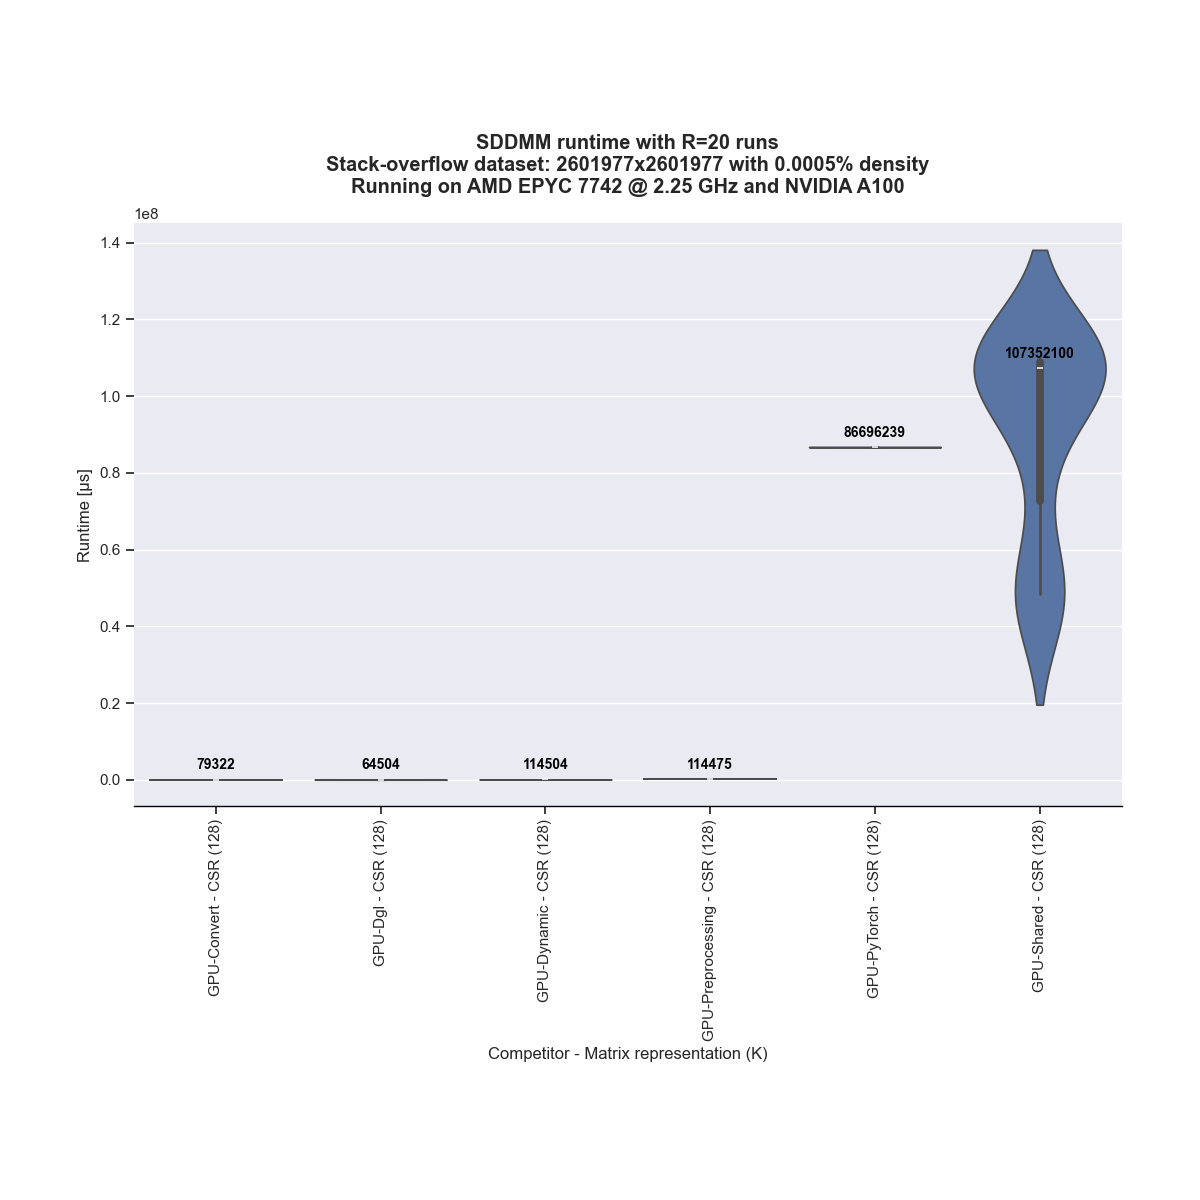 SDDMM runtime with R=20 runs
Stack-overflow dataset: 2601977x2601977 with 0.0005% density
Running on AMD EPYC 7742 @ 2.25 GHz and NVIDIA A100
1e8
1.4
1.2
1.0
0.8
0.6
0.4
0.2
0.0
Runtime [μs]
79322
64504
114504
114475
86696239
107352100
GPU-Convert - CSR (128)
GPU-Dgl - CSR (128)
GPU-Dynamic - CSR (128)
GPU-Preprocessing - CSR (128)
GPU-PyTorch - CSR (128)
GPU-Shared - CSR (128)
Competitor - Matrix representation (K)